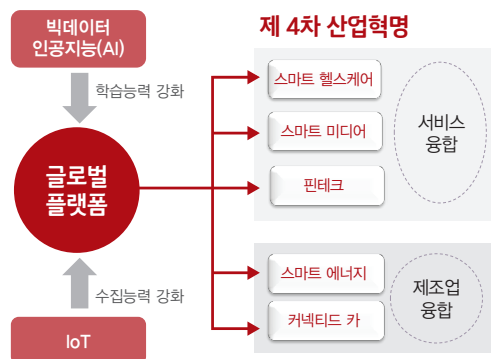 빅데이터
인공지능(AI)
학습능력 강화
글로벌
플랫폼
수집능력 강화
IoT
제 4차 산업혁명
스마트 헬스케어
스마트 미디어
핀테크
서비스
융합
스마트 에너지
커넥티드 카
제조업
융합